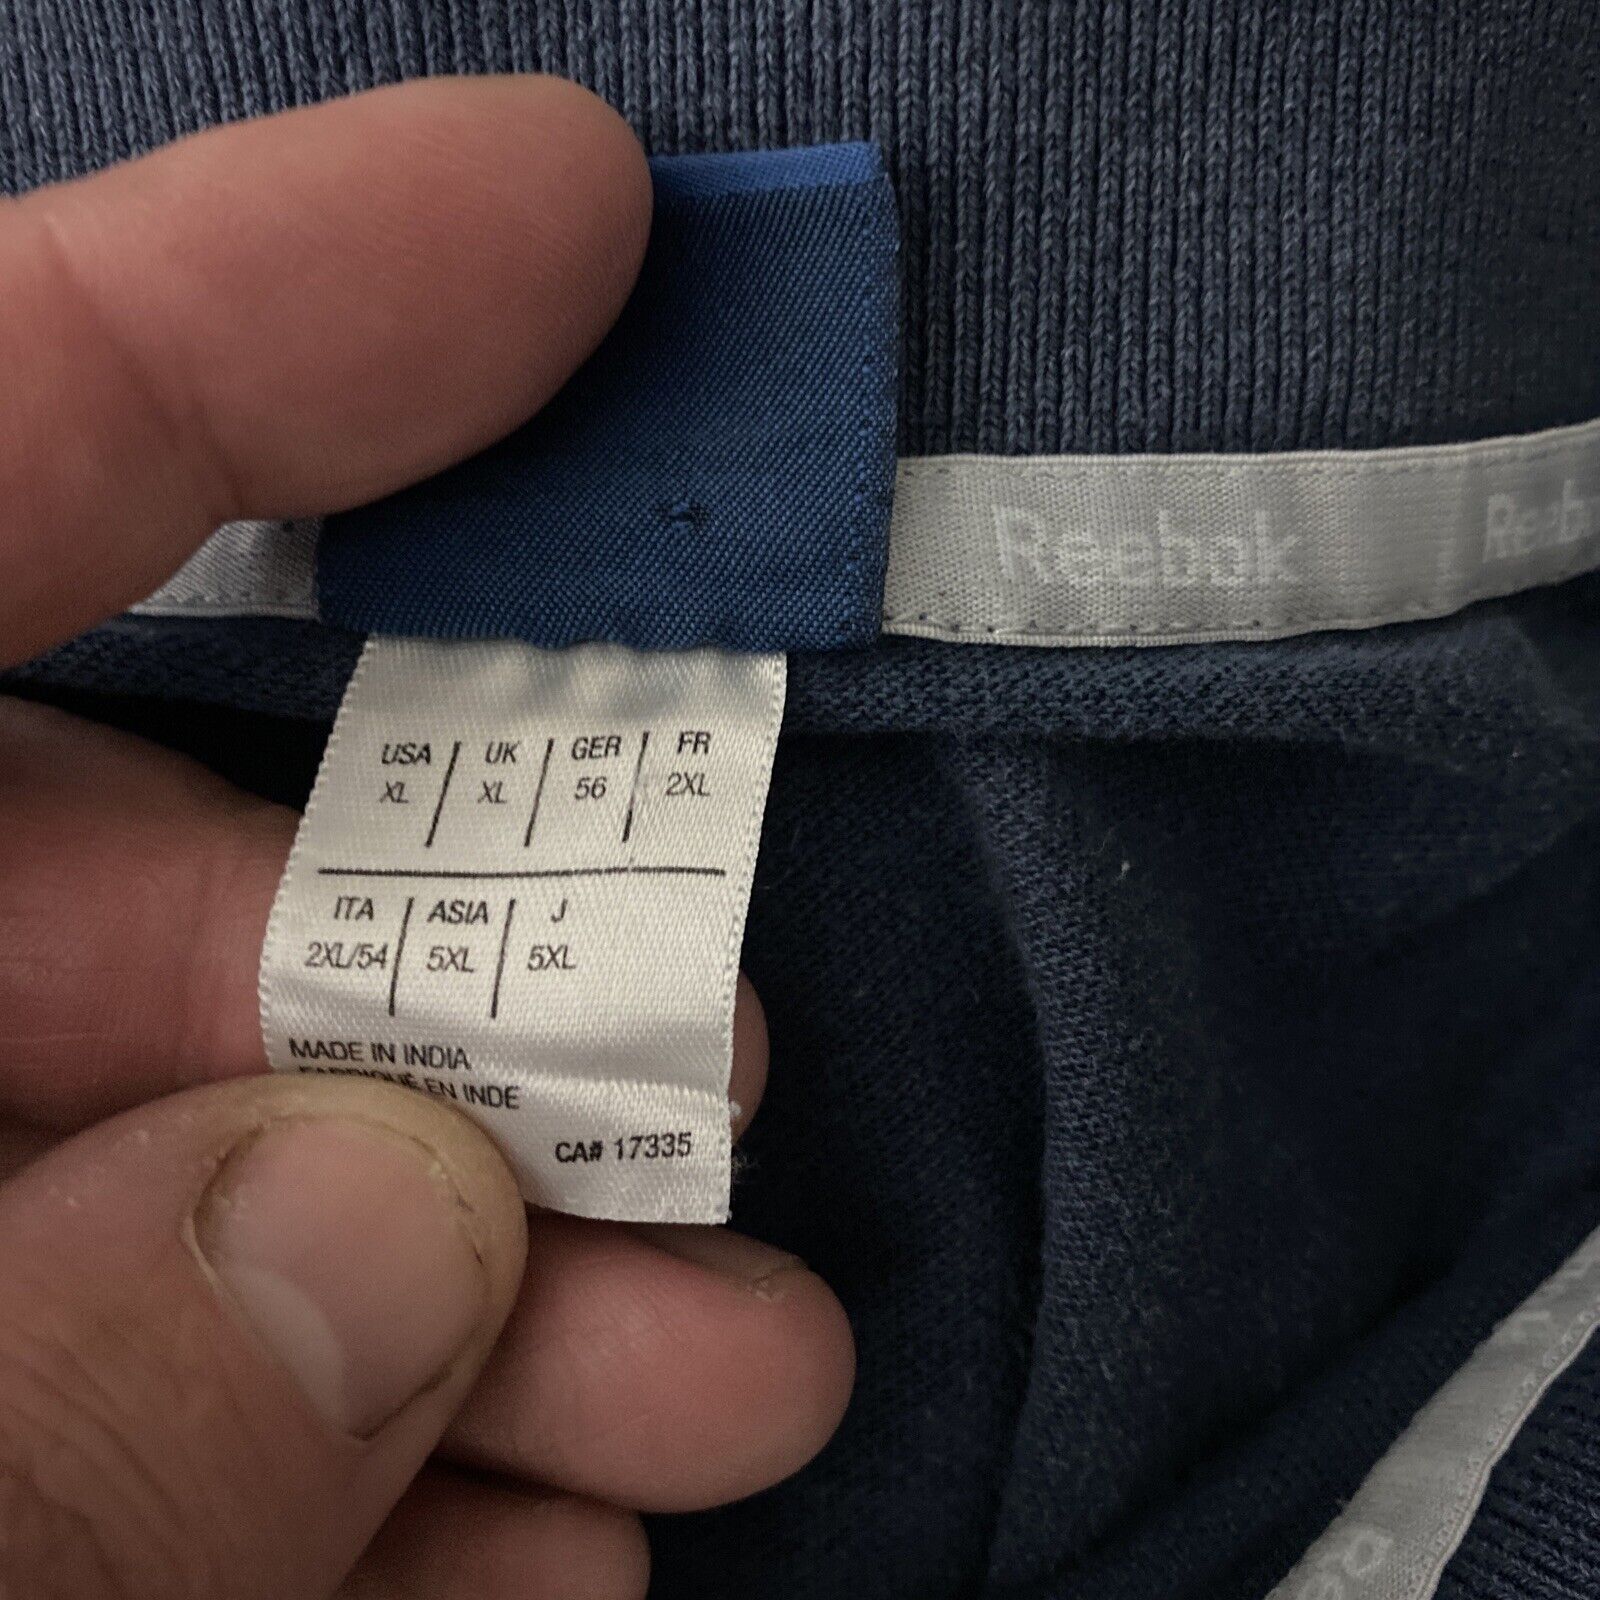 Reebok Reeb
USA UK GER FR
XL XL 56 2XL
ITA ASIA J
2XL/54 5XL 5XL
MADE IN INDIA
EN INDE
CA# 17335